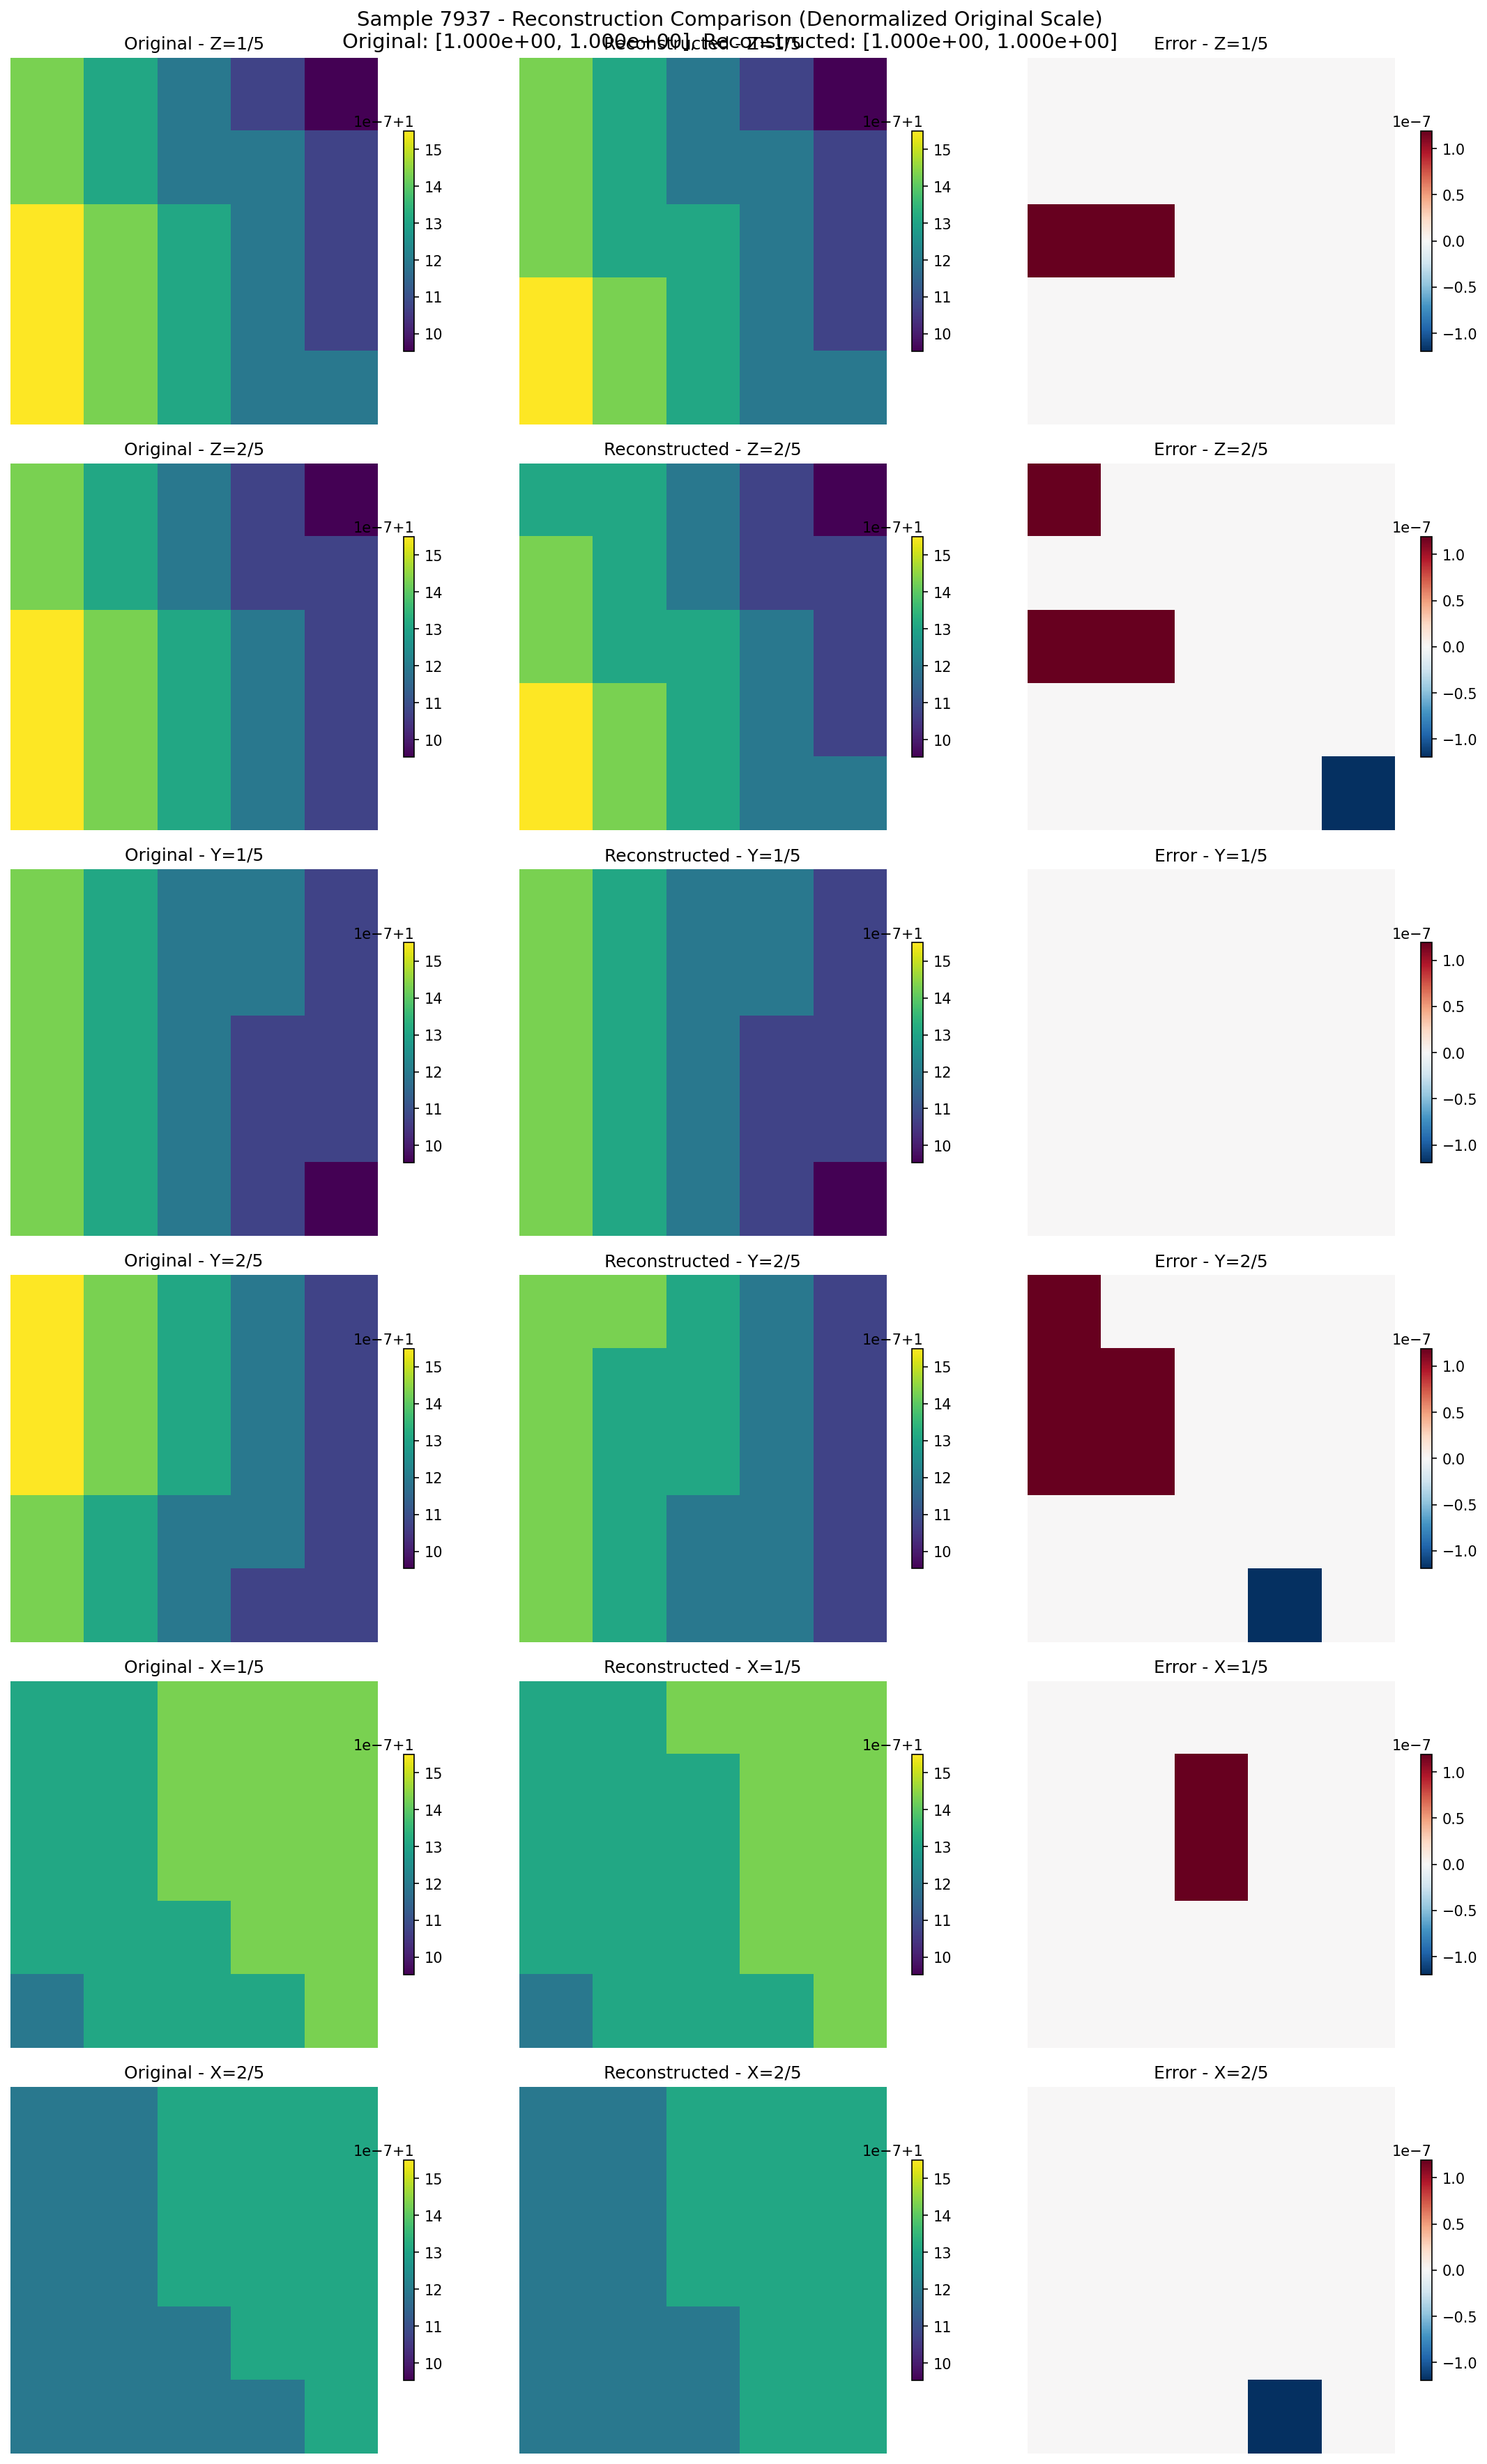 Sample 7937 - Reconstruction Comparison (Denormalized Original Scale)
Original: [1.000e+00, 1.000e+00], Reconstructed: [1.000e+00, 1.000e+00]
Original - Z=1/5
Reconstructed - Z=1/5
Error - Z=1/5
1e−7+1
15
14
13
12
11
10
1e−7+1
15
14
13
12
11
10
1e−7
1.0
0.5
0.0
−0.5
−1.0
Original - Z=2/5
Reconstructed - Z=2/5
Error - Z=2/5
1e−7+1
15
14
13
12
11
10
1e−7+1
15
14
13
12
11
10
1e−7
1.0
0.5
0.0
−0.5
−1.0
Original - Y=1/5
Reconstructed - Y=1/5
Error - Y=1/5
1e−7+1
15
14
13
12
11
10
1e−7+1
15
14
13
12
11
10
1e−7
1.0
0.5
0.0
−0.5
−1.0
Original - Y=2/5
Reconstructed - Y=2/5
Error - Y=2/5
1e−7+1
15
14
13
12
11
10
1e−7+1
15
14
13
12
11
10
1e−7
1.0
0.5
0.0
−0.5
−1.0
Original - X=1/5
Reconstructed - X=1/5
Error - X=1/5
1e−7+1
15
14
13
12
11
10
1e−7+1
15
14
13
12
11
10
1e−7
1.0
0.5
0.0
−0.5
−1.0
Original - X=2/5
Reconstructed - X=2/5
Error - X=2/5
1e−7+1
15
14
13
12
11
10
1e−7+1
15
14
13
12
11
10
1e−7
1.0
0.5
0.0
−0.5
−1.0